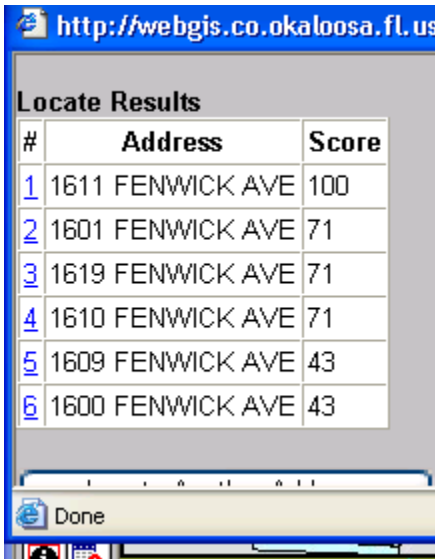 http://webgis.co.okaloosa.fl.us
Locate Results
# Address Score
1 1611 FENWICK AVE 100
2 1601 FENWICK AVE 71
3 1619 FENWICK AVE 71
4 1610 FENWICK AVE 71
5 1609 FENWICK AVE 43
6 1600 FENWICK AVE 43
Done